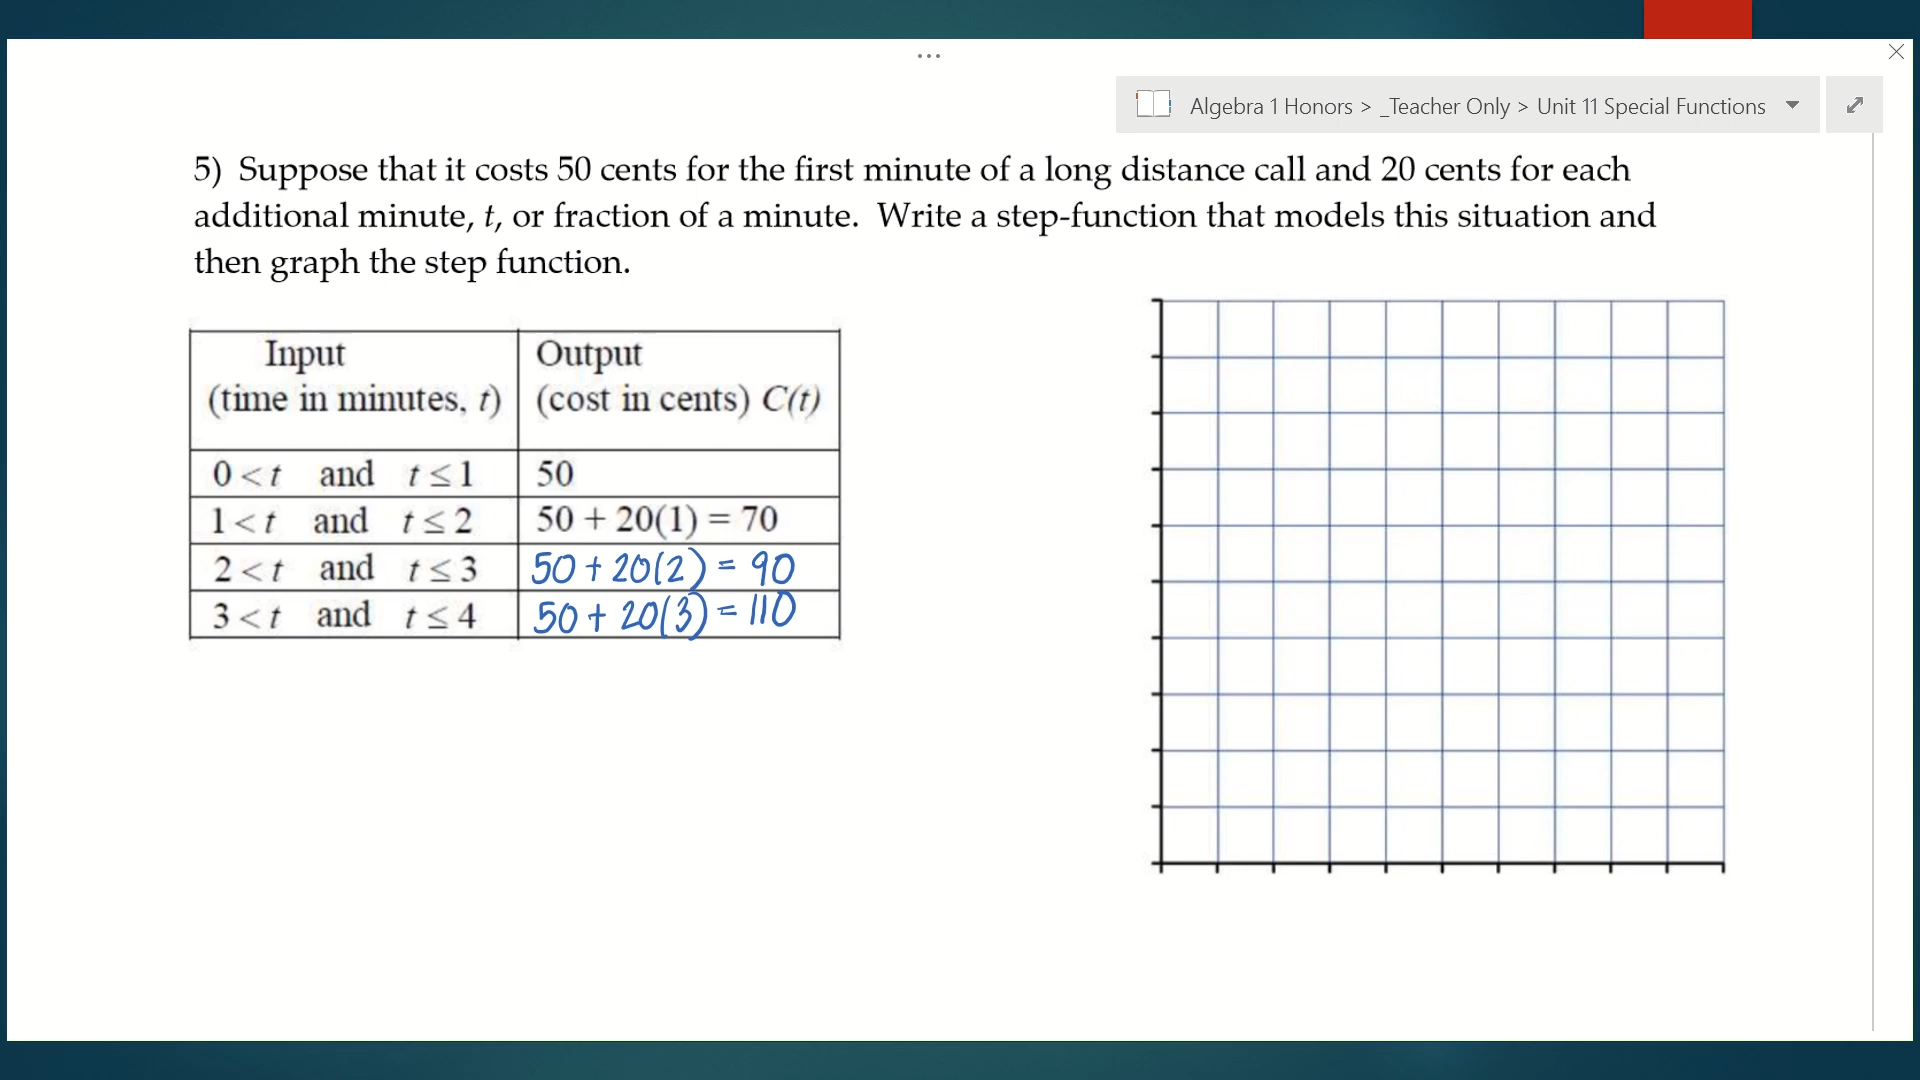 ...
Algebra 1 Honors > _Teacher Only > Unit 11 Special Functions
5) Suppose that it costs 50 cents for the first minute of a long distance call and 20 cents for each
additional minute, t, or fraction of a minute. Write a step-function that models this situation and
then graph the step function.
Input Output
(time in minutes, t) (cost in cents) C(t)
0 < t and t ≤ 1 50
1 < t and t ≤ 2 50 + 20(1) = 70
2 < t and t ≤ 3 50 + 20(2) = 90
3 < t and t ≤ 4 50 + 20(3) = 110